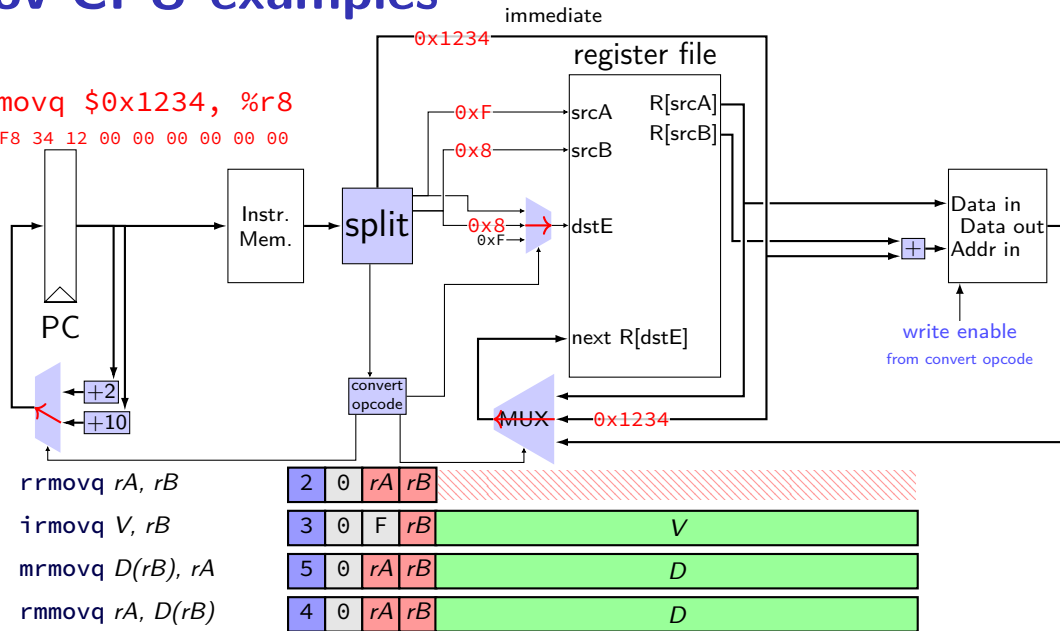 ov CPU examples
immediate
0x1234
register file
movq $0x1234, %r8
F8 34 12 00 00 00 00 00 00
0xF
srcA
R[srcA]
R[srcB]
0x8
srcB
Instr.
Mem.
split
0x8
0xF
dstE
Data in
Data out
Addr in
+
PC
next R[dstE]
write enable
from convert opcode
convert
opcode
+2
+10
MUX
0x1234
rrmovq rA, rB 2 0 rA rB
irmovq V, rB 3 0 F rB V
mrmovq D(rB), rA 5 0 rA rB D
rmmovq rA, D(rB) 4 0 rA rB D